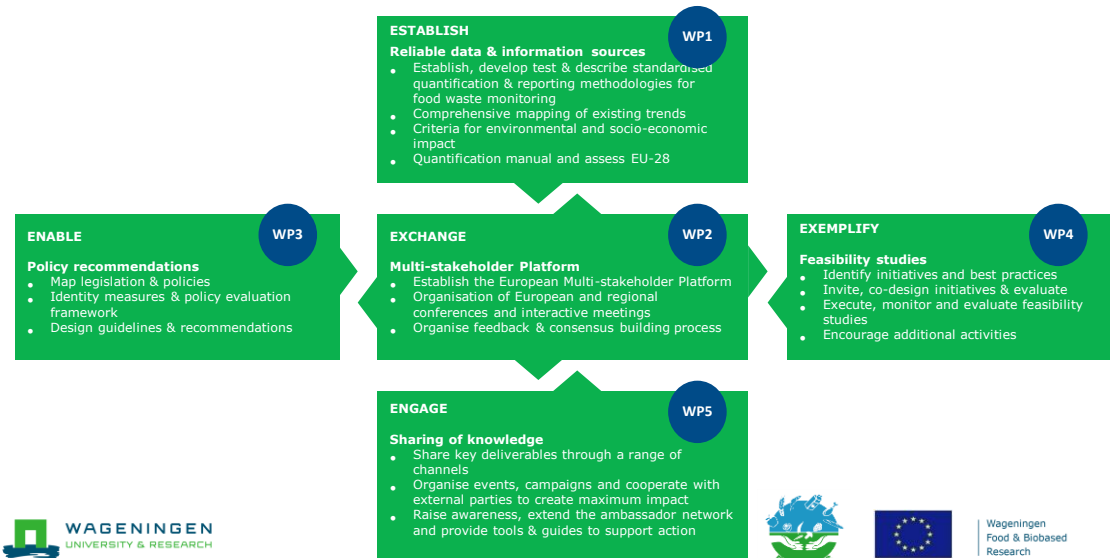 ESTABLISH
WP1
Reliable data & information sources
• Establish, develop test & describe standardised
quantification & reporting methodologies for
food waste monitoring
• Comprehensive mapping of existing trends
• Criteria for environmental and socio-economic
impact
• Quantification manual and assess EU-28
ENABLE
WP3
Policy recommendations
• Map legislation & policies
• Identity measures & policy evaluation
framework
• Design guidelines & recommendations
EXCHANGE
WP2
Multi-stakeholder Platform
• Establish the European Multi-stakeholder Platform
• Organisation of European and regional
conferences and interactive meetings
• Organise feedback & consensus building process
EXEMPLIFY
WP4
Feasibility studies
• Identify initiatives and best practices
• Invite, co-design initiatives & evaluate
• Execute, monitor and evaluate feasibility
studies
• Encourage additional activities
ENGAGE
WP5
Sharing of knowledge
• Share key deliverables through a range of
channels
• Organise events, campaigns and cooperate with
external parties to create maximum impact
• Raise awareness, extend the ambassador network
and provide tools & guides to support action
WAGENINGEN
UNIVERSITY & RESEARCH
Wageningen
Food & Biobased
Research